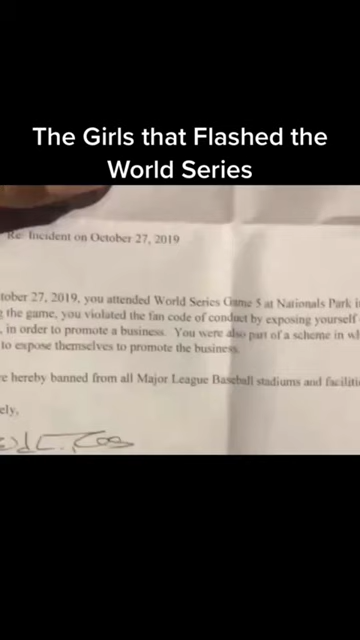 The Girls that Flashed the
World Series
Re: Incident on October 27, 2019
tober 27, 2019, you attended World Series Game 5 at Nationals Park i
g the game, you violated the fan code of conduct by exposing yourself
, in order to promote a business. You were also part of a scheme in w
to expose themselves to promote the business.
e hereby banned from all Major League Baseball stadiums and faciliti
ely,